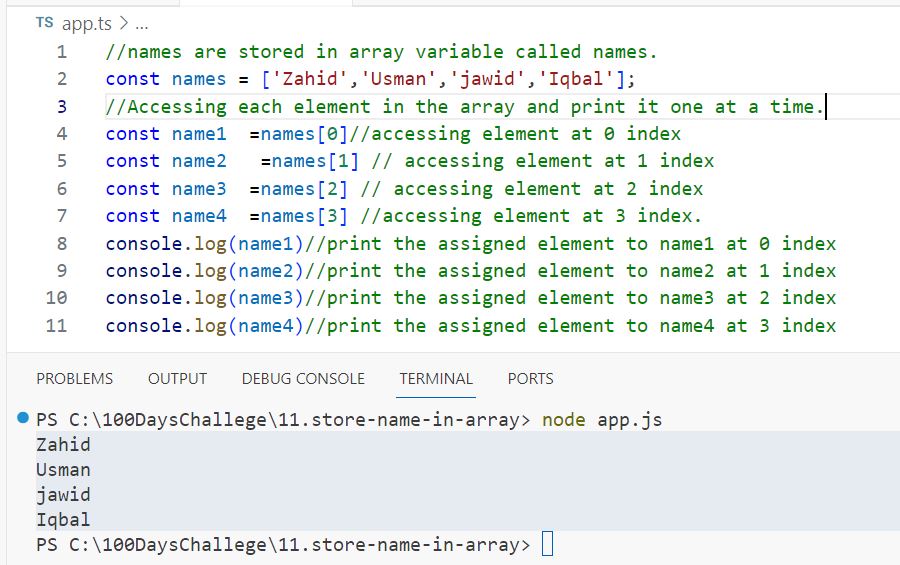 TS app.ts > ...
1 //names are stored in array variable called names.
2 const names = ['Zahid','Usman','jawid','Iqbal'];
3 //Accessing each element in the array and print it one at a time.
4 const name1  =names[0]//accessing element at 0 index
5 const name2   =names[1] // accessing element at 1 index
6 const name3  =names[2] // accessing element at 2 index
7 const name4  =names[3] //accessing element at 3 index.
8 console.log(name1)//print the assigned element to name1 at 0 index
9 console.log(name2)//print the assigned element to name2 at 1 index
10 console.log(name3)//print the assigned element to name3 at 2 index
11 console.log(name4)//print the assigned element to name4 at 3 index
PROBLEMS OUTPUT DEBUG CONSOLE TERMINAL PORTS
PS C:\100DaysChallege\11.store-name-in-array> node app.js
Zahid
Usman
jawid
Iqbal
PS C:\100DaysChallege\11.store-name-in-array>